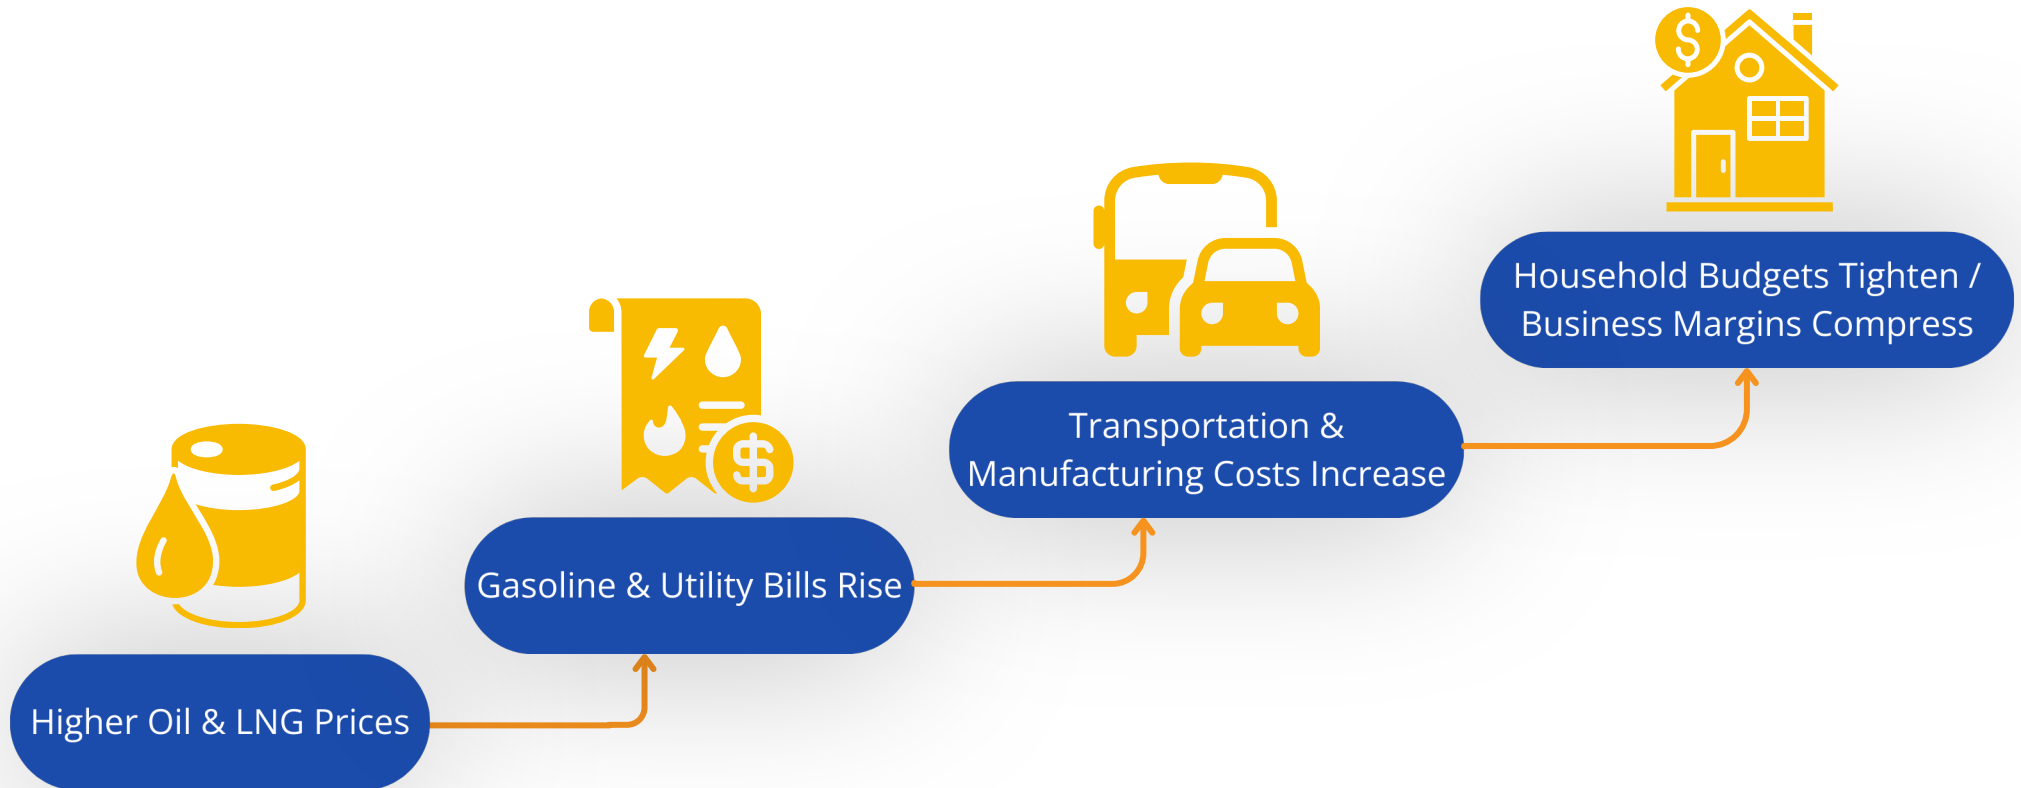 Higher Oil & LNG Prices
Gasoline & Utility Bills Rise
Transportation &
Manufacturing Costs Increase
Household Budgets Tighten /
Business Margins Compress